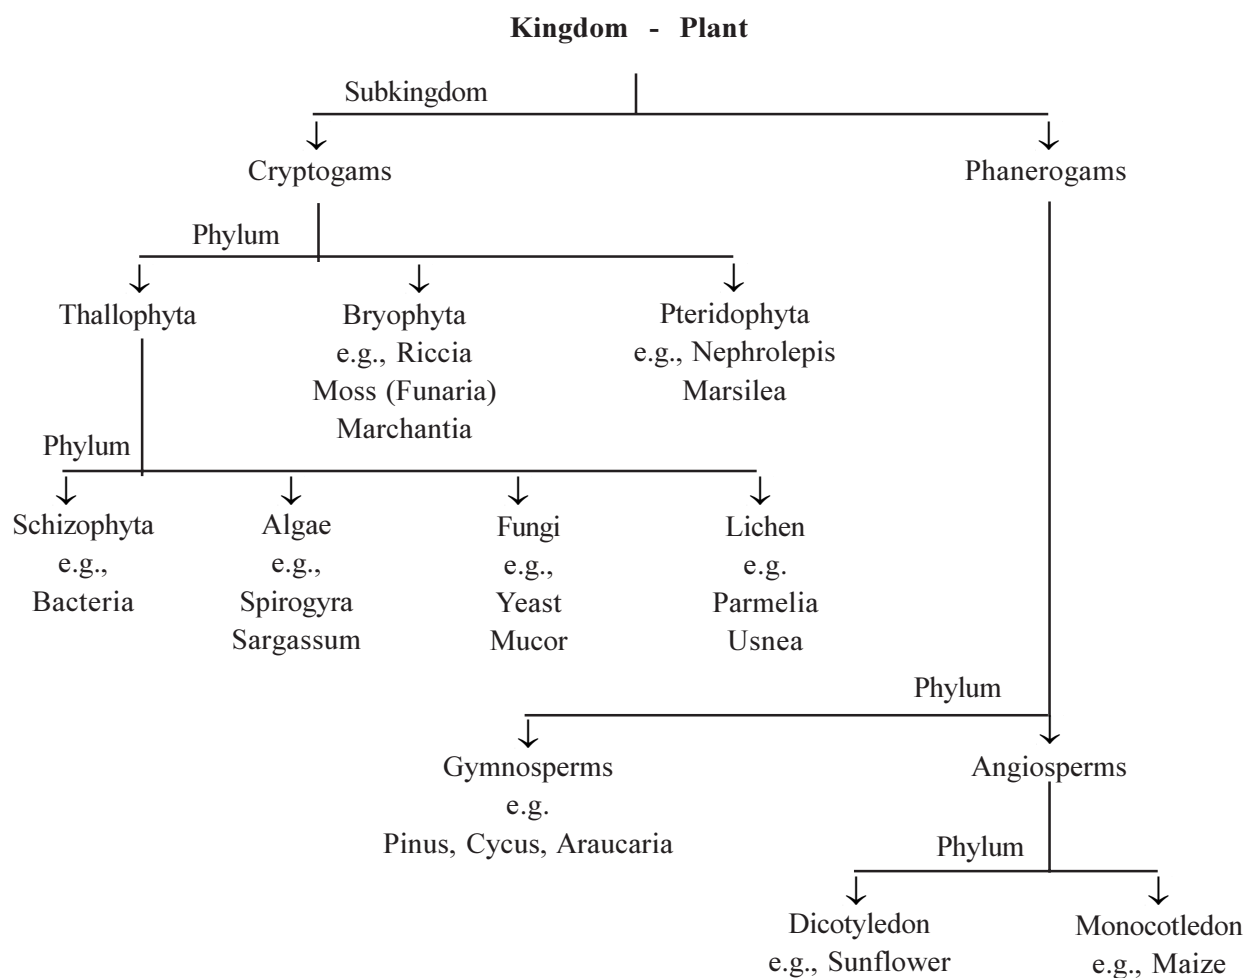 Kingdom - Plant
Subkingdom
Cryptogams
Phanerogams
Phylum
Thallophyta
Bryophyta
e.g., Riccia
Moss (Funaria)
Marchantia
Pteridophyta
e.g., Nephrolepis
Marsilea
Phylum
Schizophyta
e.g.,
Bacteria
Algae
e.g.,
Spirogyra
Sargassum
Fungi
e.g.,
Yeast
Mucor
Lichen
e.g.
Parmelia
Usnea
Phylum
Gymnosperms
e.g.
Pinus, Cycus, Araucaria
Angiosperms
Phylum
Dicotyledon
e.g., Sunflower
Monocotledon
e.g., Maize